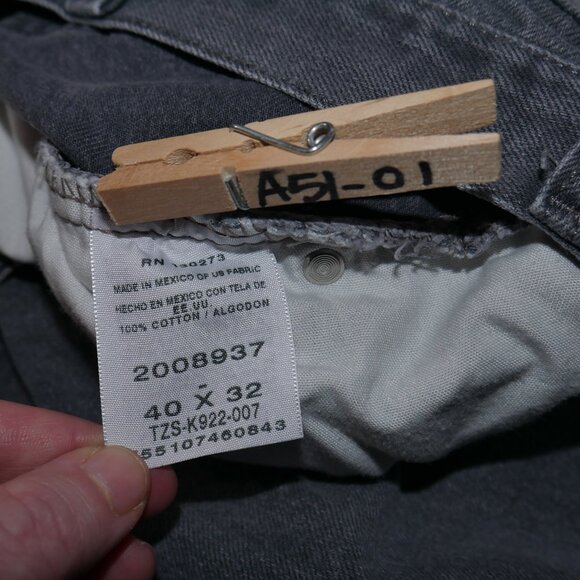 A51-01
RN
MADE IN MEXICO OF US FABRIC
HECHO EN MEXICO CON TELA DE
EE.UU.
100% COTTON / ALGODON
2008937
-
40 X 32
TZS-K922-007
55107460843